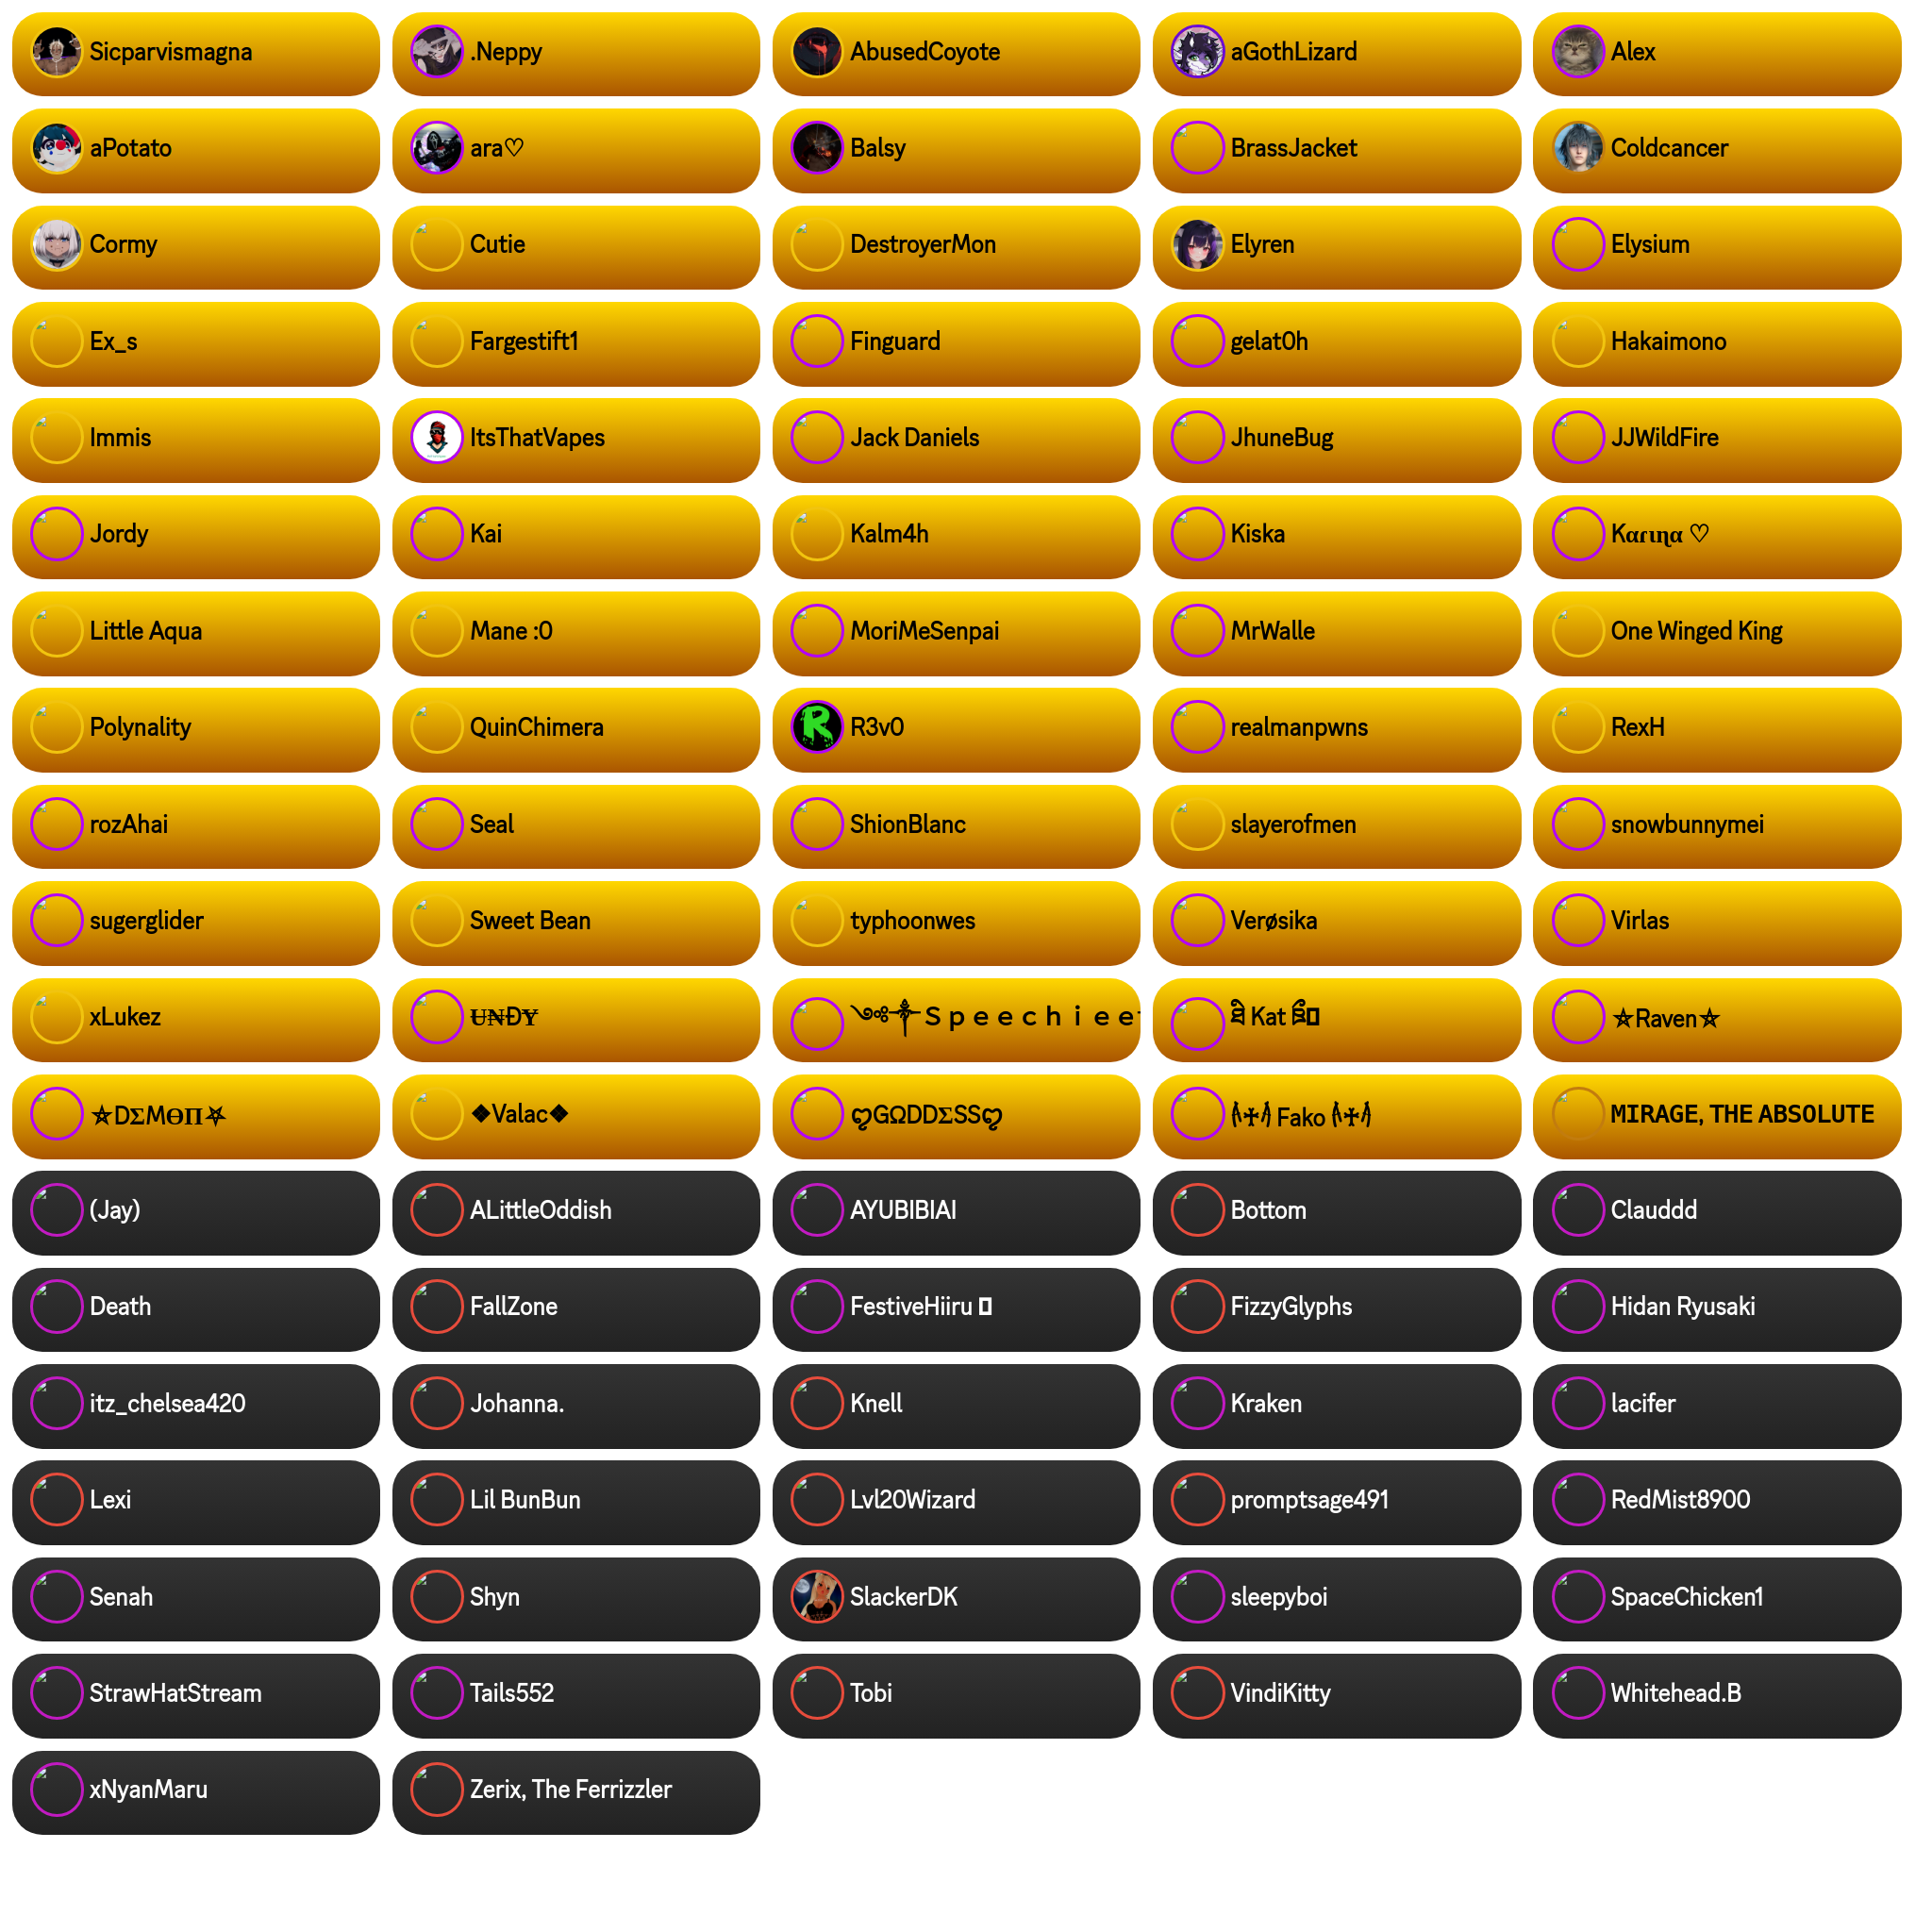 Sicparvismagna
.Neppy
AbusedCoyote
aGothLizard
Alex
aPotato
ara♡
Balsy
BrassJacket
Coldcancer
Cormy
Cutie
DestroyerMon
Elyren
Elysium
Ex_s
Fargestift1
Finguard
gelat0h
Hakaimono
Immis
ItsThatVapes
Jack Daniels
JhuneBug
JJWildFire
Jordy
Kai
Kalm4h
Kiska
Kαɾιɳα ♡
Little Aqua
Mane :0
MoriMeSenpai
MrWalle
One Winged King
Polynality
QuinChimera
R3v0
realmanpwns
RexH
rozAhai
Seal
ShionBlanc
slayerofmen
snowbunnymei
sugerglider
Sweet Bean
typhoonwes
Verøsika
Virlas
xLukez
U̶₦ĐɎ
༺༒Ｓｐｅｅｃｈｉｅｅ
Kat
⛤Raven⛤
⛤DΣMӨП⛧
❖Valac❖
ღGΩDDΣSSღ
Fako
MIRAGE, THE ABSOLUTE
(Jay)
ALittleOddish
AYUBIBIAI
Bottom
Clauddd
Death
FallZone
FestiveHiiru
FizzyGlyphs
Hidan Ryusaki
itz_chelsea420
Johanna.
Knell
Kraken
lacifer
Lexi
Lil BunBun
Lvl20Wizard
promptsage491
RedMist8900
Senah
Shyn
SlackerDK
sleepyboi
SpaceChicken1
StrawHatStream
Tails552
Tobi
VindiKitty
Whitehead.B
xNyanMaru
Zerix, The Ferrizzler